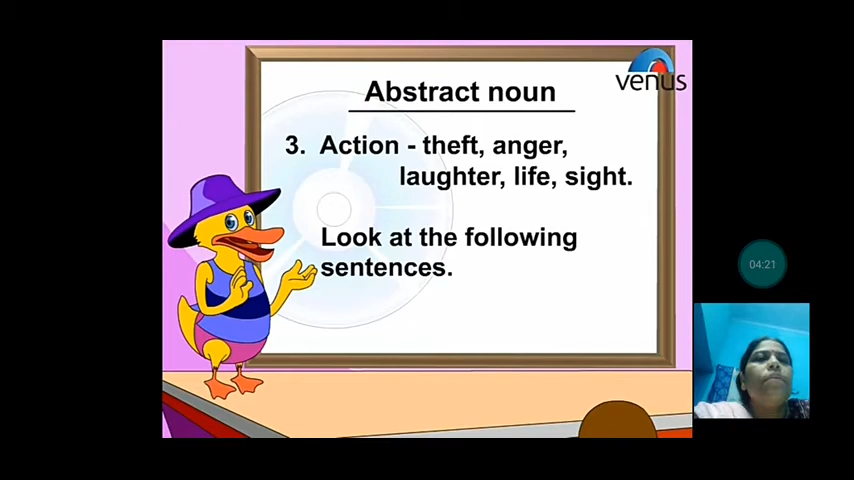 Abstract noun
venus
3. Action - theft, anger,
laughter, life, sight.
Look at the following
sentences.
04:21